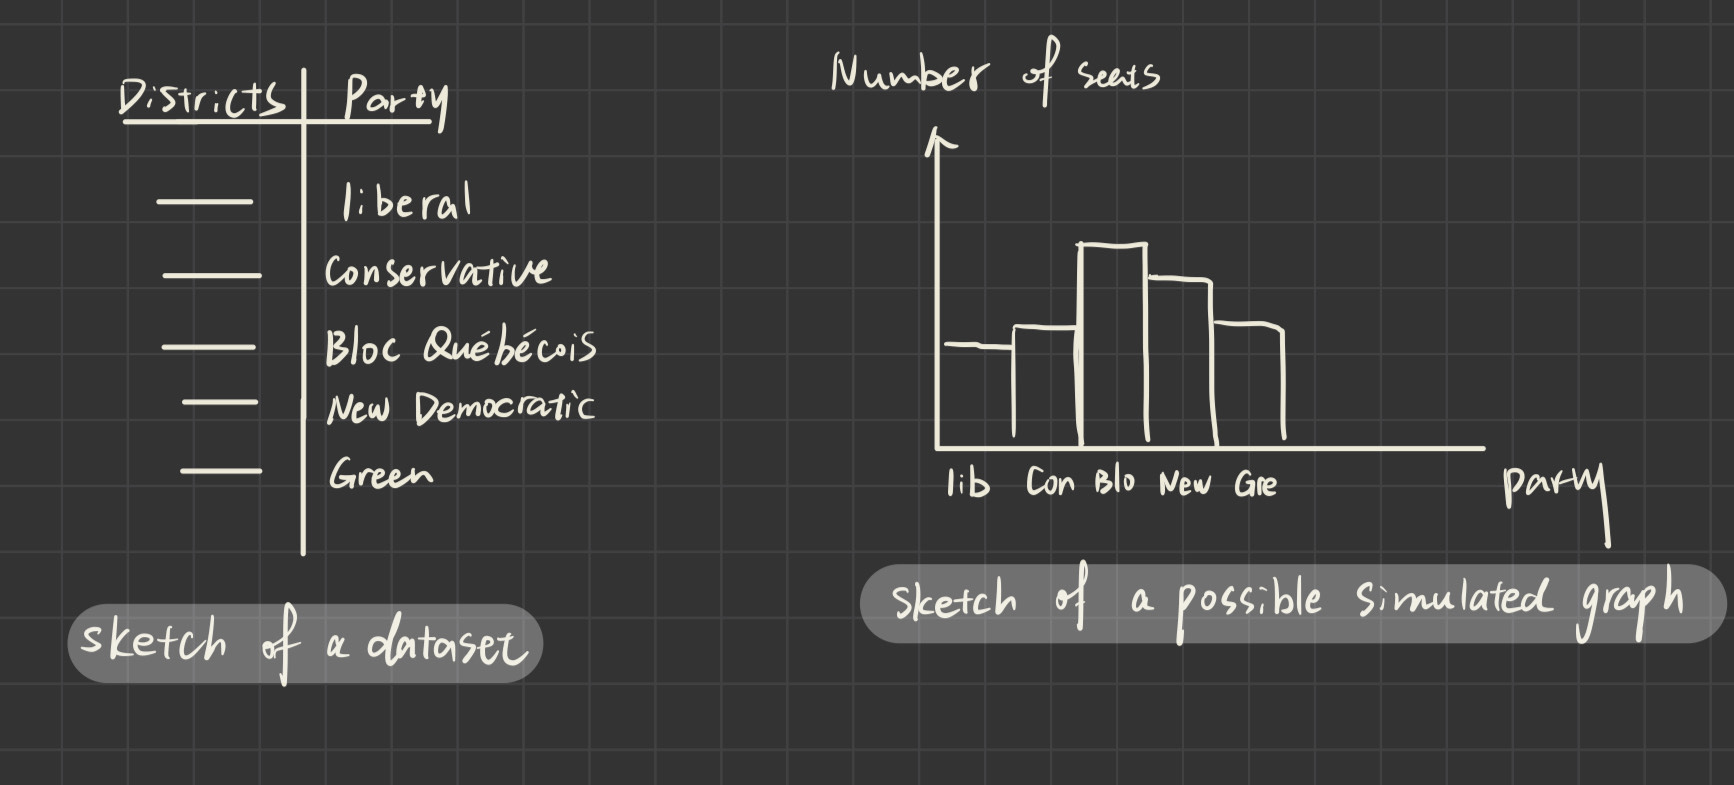 Districts Party
liberal
Conservative
Bloc Québécois
New Democratic
Green
sketch of a dataset
Number of seats
lib Con Blo New Gre
party
sketch of a possible simulated graph